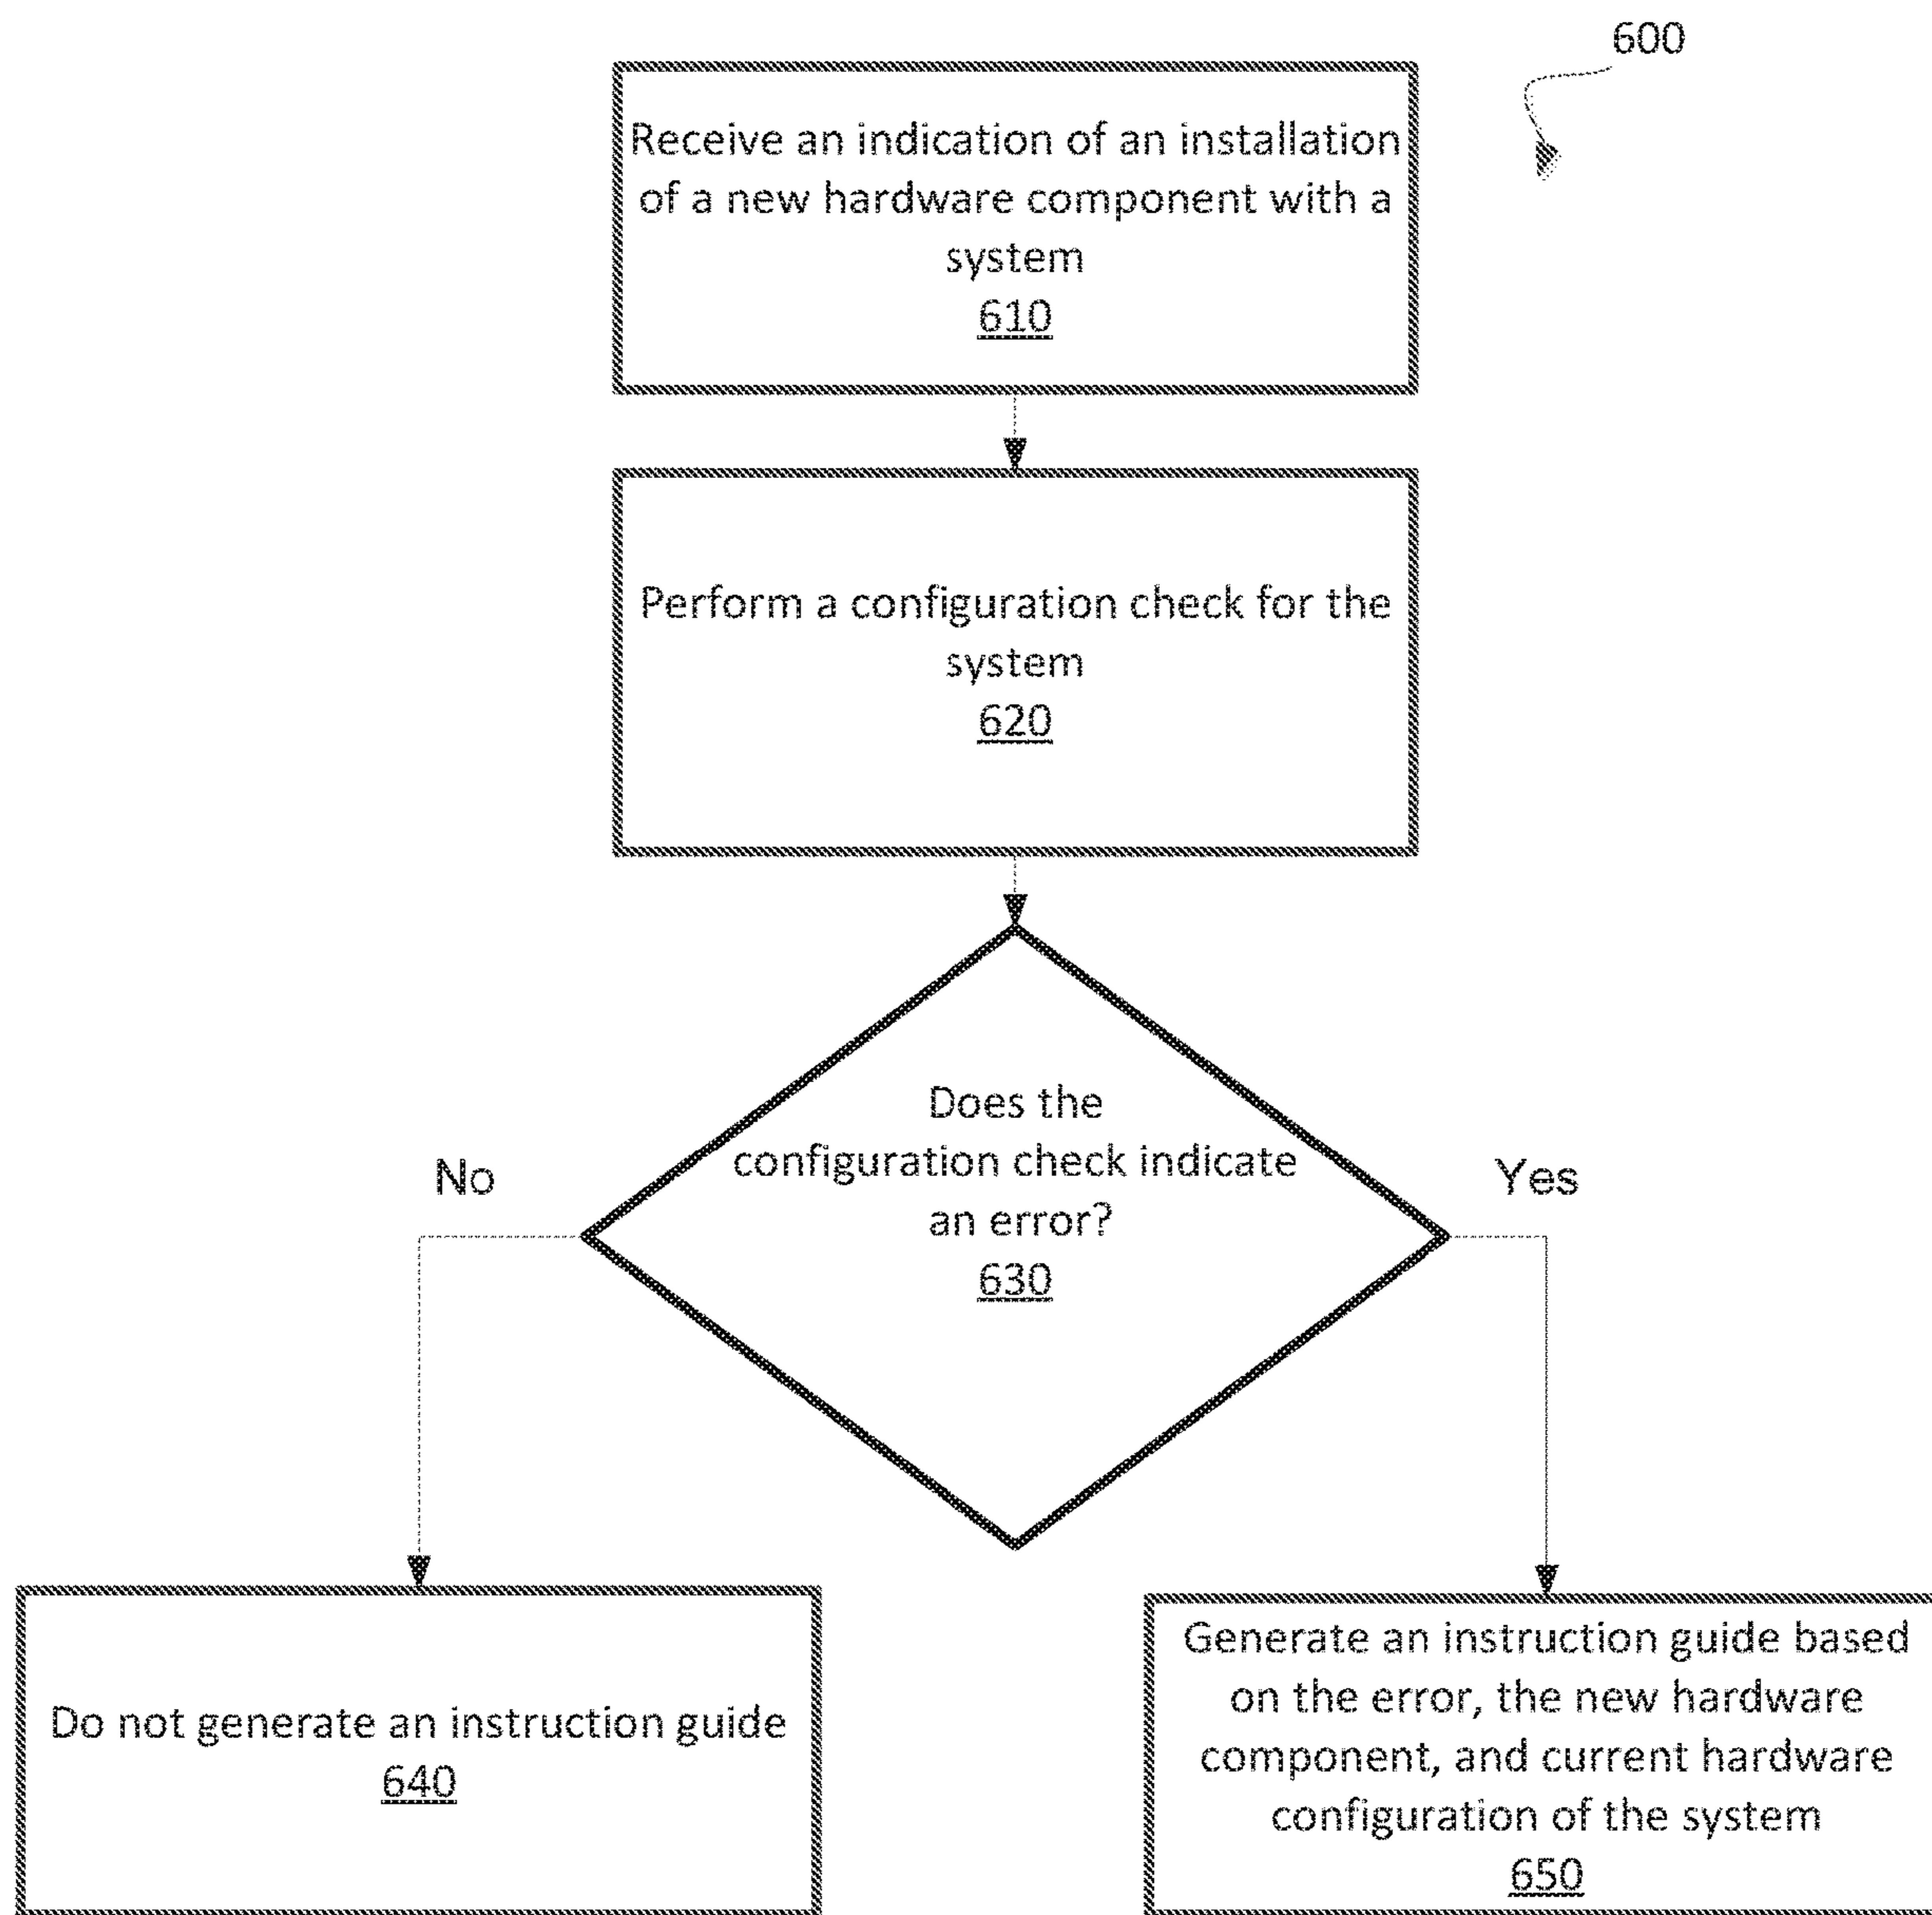 600
Receive an indication of an installation
of a new hardware component with a
system
610
Perform a configuration check for the
system
620
Does the
configuration check indicate
an error?
630
No
Yes
Do not generate an instruction guide
640
Generate an instruction guide based
on the error, the new hardware
component, and current hardware
configuration of the system
650